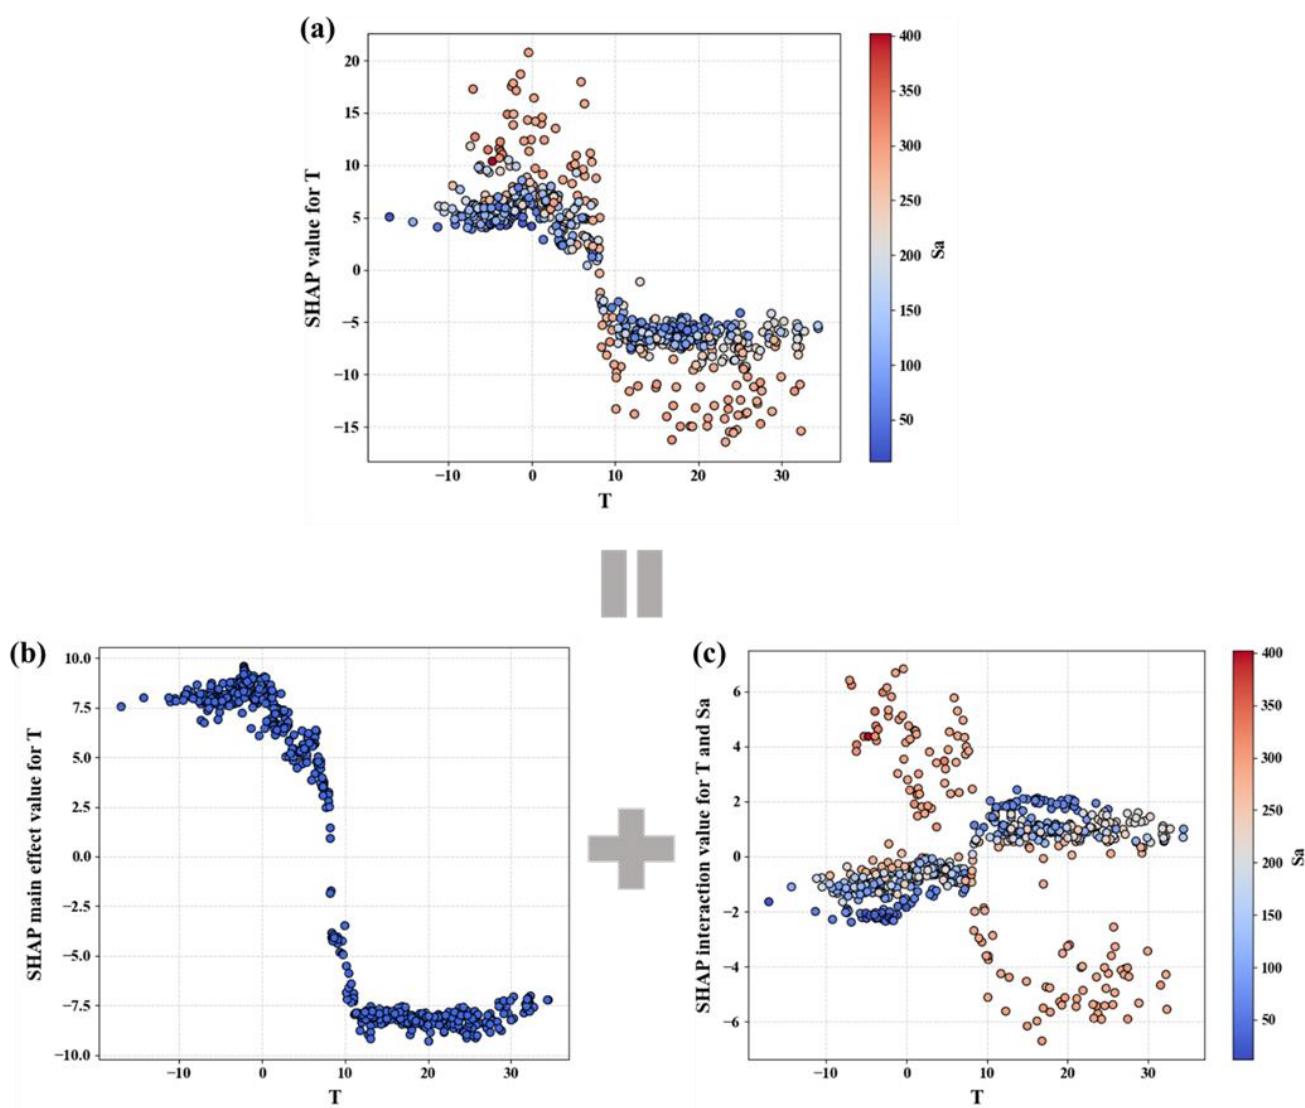 (a)
SHAP value for T
20
15
10
5
0
−5
−10
−15
−10 0 10 20 30
T
400
350
300
250
200
150
100
50
Sa
(b)
SHAP main effect value for T
10.0
7.5
5.0
2.5
0.0
−2.5
−5.0
−7.5
−10.0
−10 0 10 20 30
T
(c)
SHAP interaction value for T and Sa
6
4
2
0
−2
−4
−6
−10 0 10 20 30
T
400
350
300
250
200
150
100
50
Sa